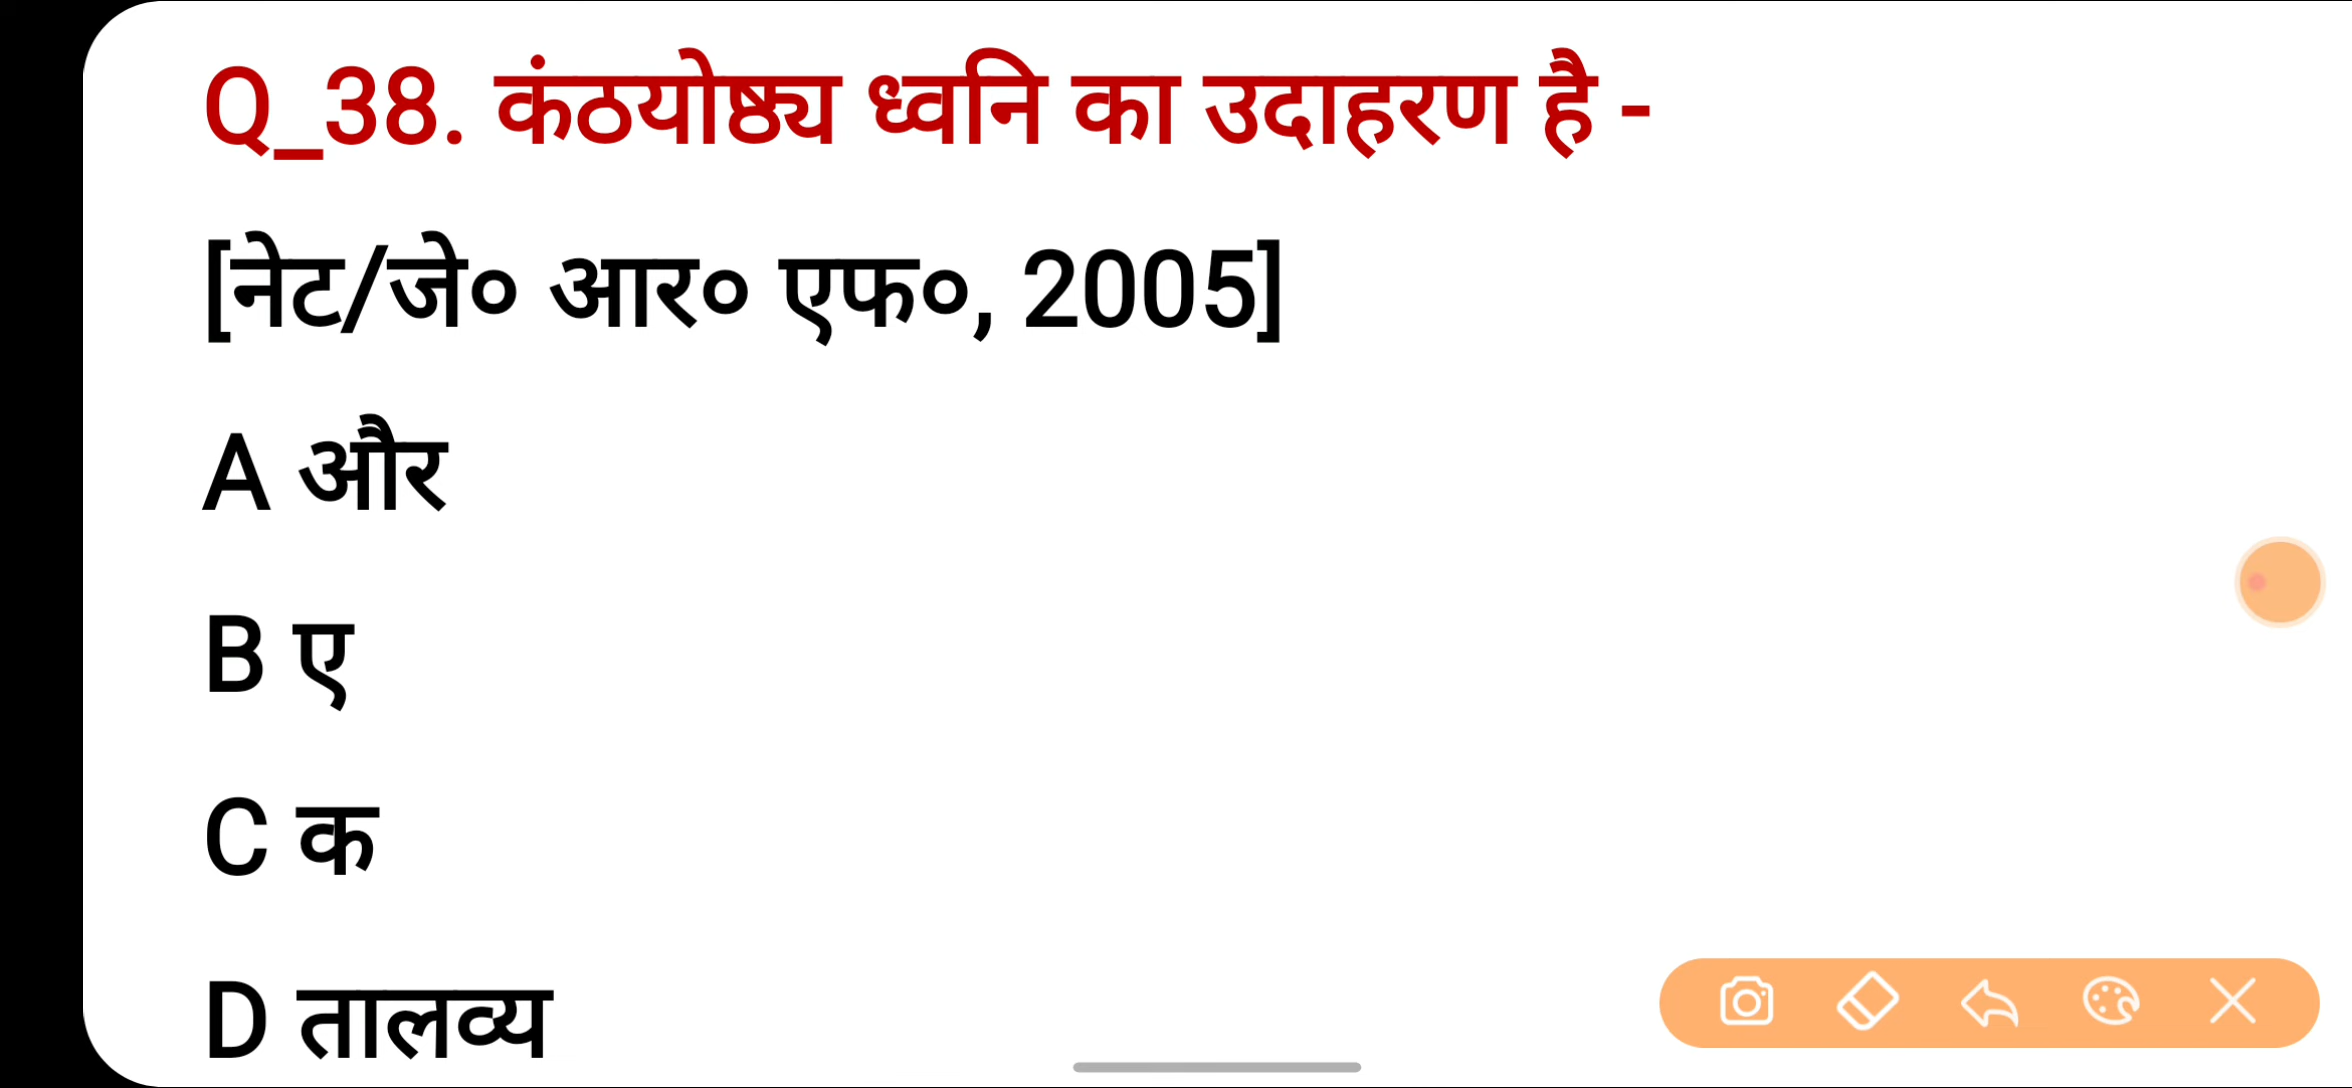 Q_38. कंठयोष्ठ्य ध्वनि का उदाहरण है -
[नेट/जे० आर० एफ०, 2005]
A और
B ए
C क
D तालव्य